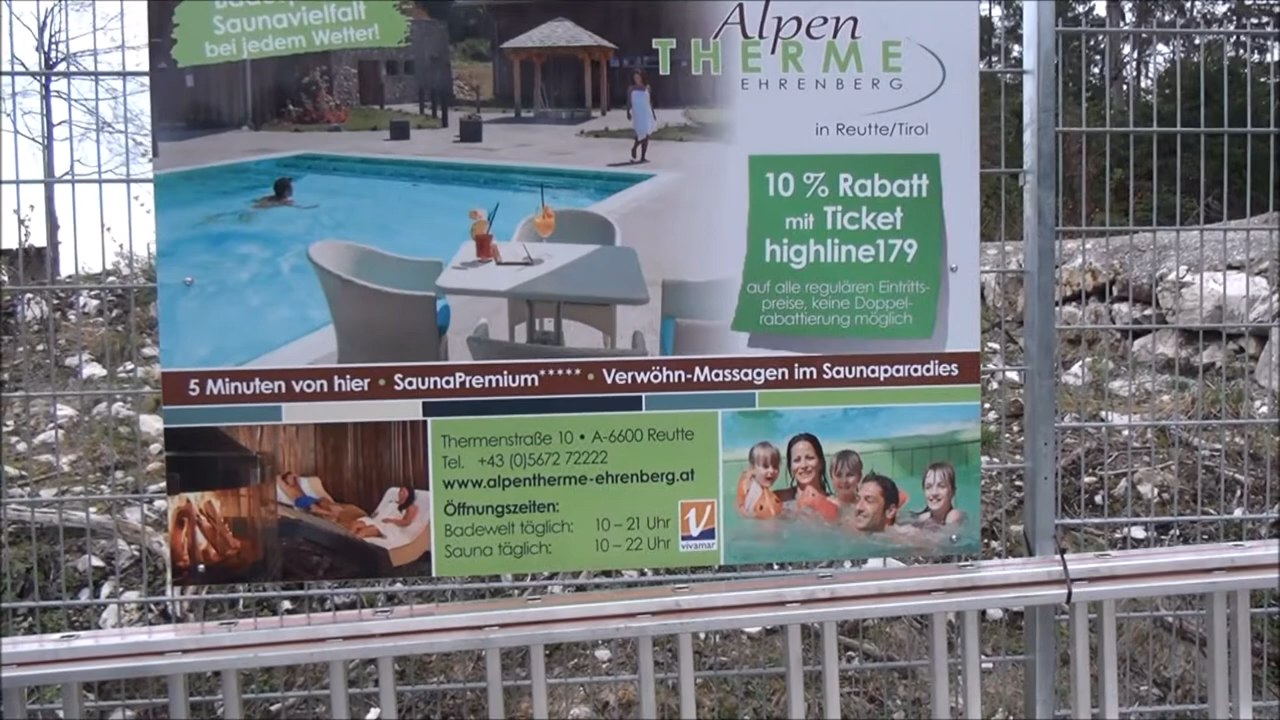 Saunavielfalt
bei jedem Wetter!
Alpen
THERME
EHRENBERG
in Reutte/Tirol
10 % Rabatt
mit Ticket
highline179
auf alle regulären Eintritts-
preise, keine Doppel-
rabattierung möglich
5 Minuten von hier • SaunaPremium***** • Verwöhn-Massagen im Saunaparadies
Thermenstraße 10 • A-6600 Reutte
Tel. +43 (0)5672 72222
www.alpentherme-ehrenberg.at
Öffnungszeiten:
Badewelt täglich: 10 – 21 Uhr
Sauna täglich: 10 – 22 Uhr
vivamar